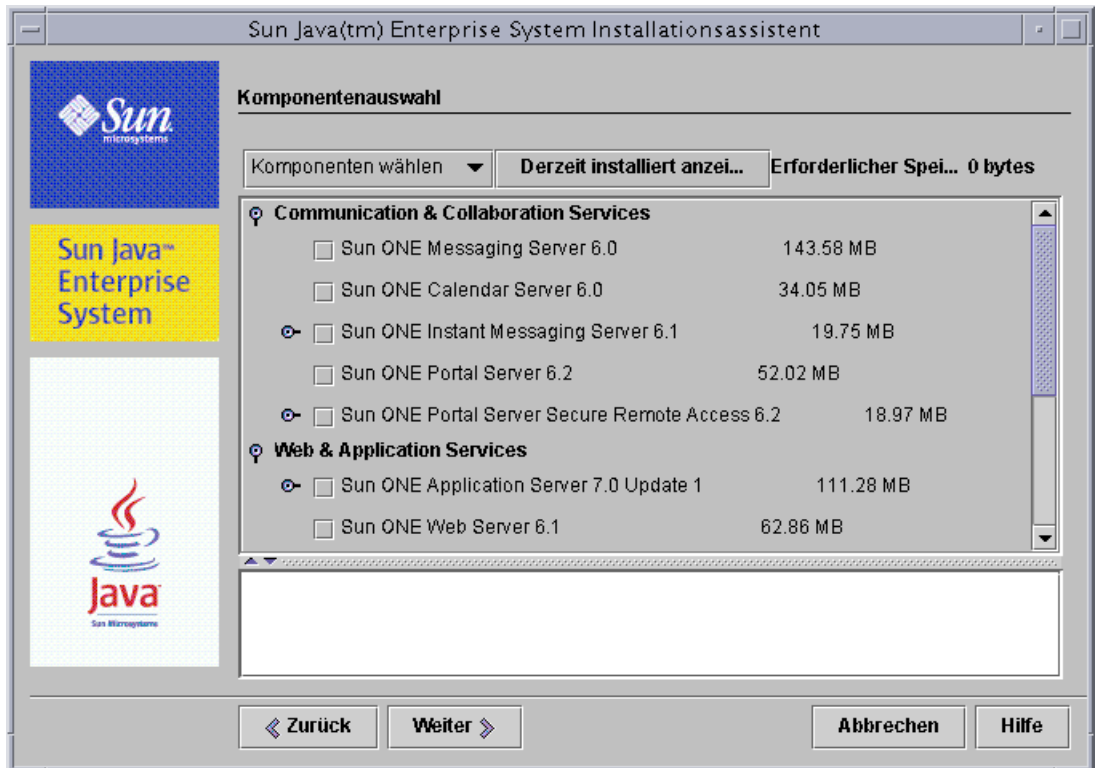 Sun Java(tm) Enterprise System Installationsassistent
Sun
microsystems
Sun Java™
Enterprise
System
Java
Sun Microsystems
Komponentenauswahl
Komponenten wählen
Derzeit installiert anzei...
Erforderlicher Spei... 0 bytes
Communication & Collaboration Services
Sun ONE Messaging Server 6.0 143.58 MB
Sun ONE Calendar Server 6.0 34.05 MB
Sun ONE Instant Messaging Server 6.1 19.75 MB
Sun ONE Portal Server 6.2 52.02 MB
Sun ONE Portal Server Secure Remote Access 6.2 18.97 MB
Web & Application Services
Sun ONE Application Server 7.0 Update 1 111.28 MB
Sun ONE Web Server 6.1 62.86 MB
Zurück
Weiter
Abbrechen
Hilfe